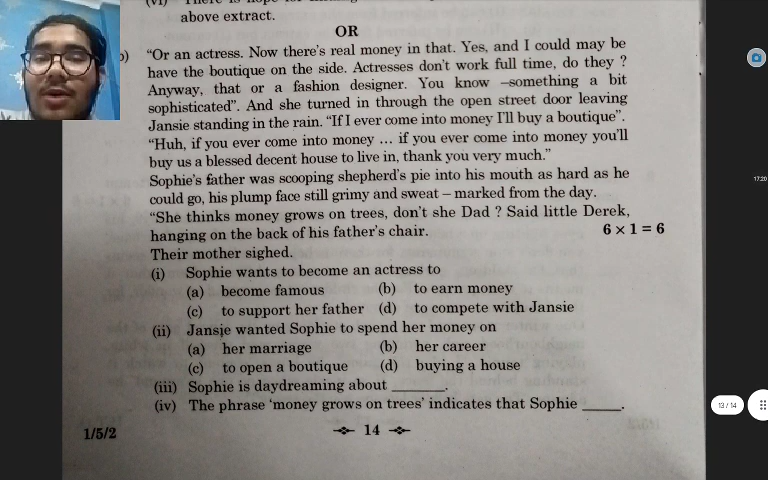 (vi) There is hope for
above extract.
OR
b) “Or an actress. Now there’s real money in that. Yes, and I could may be
have the boutique on the side. Actresses don’t work full time, do they ?
Anyway, that or a fashion designer. You know –something a bit
sophisticated”. And she turned in through the open street door leaving
Jansie standing in the rain. “If I ever come into money I’ll buy a boutique”.
“Huh, if you ever come into money ... if you ever come into money you’ll
buy us a blessed decent house to live in, thank you very much.”
Sophie’s father was scooping shepherd’s pie into his mouth as hard as he
could go, his plump face still grimy and sweat – marked from the day.
“She thinks money grows on trees, don’t she Dad ? Said little Derek,
hanging on the back of his father’s chair. 6 × 1 = 6
Their mother sighed.
(i) Sophie wants to become an actress to
(a) become famous (b) to earn money
(c) to support her father (d) to compete with Jansie
(ii) Jansie wanted Sophie to spend her money on
(a) her marriage (b) her career
(c) to open a boutique (d) buying a house
(iii) Sophie is daydreaming about ______.
(iv) The phrase ‘money grows on trees’ indicates that Sophie _____.
1/5/2 14
17:20
13 / 14